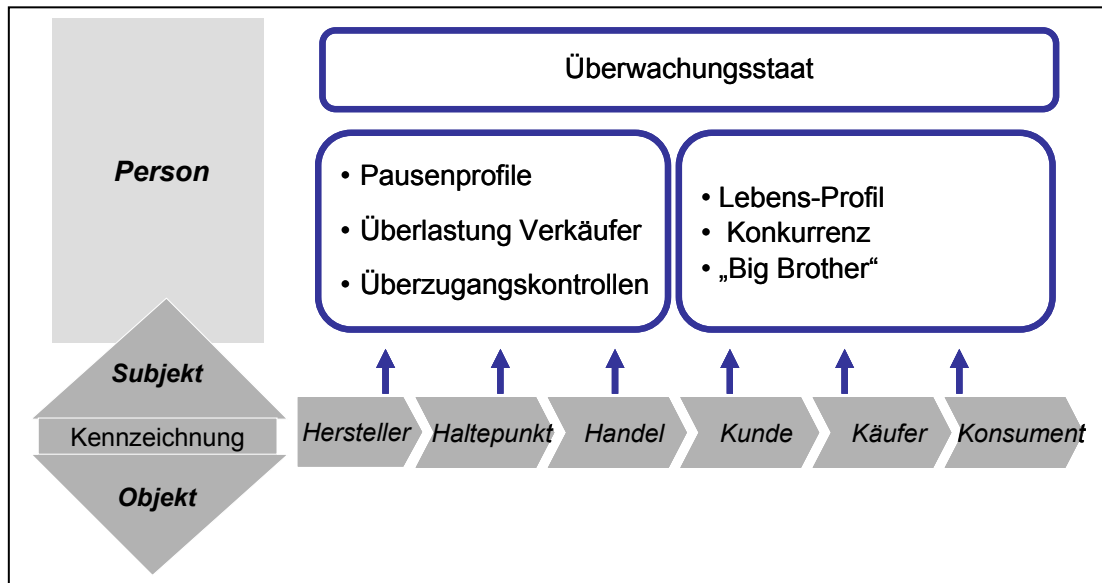 Überwachungsstaat
Person
• Pausenprofile
• Überlastung Verkäufer
• Überzugangskontrollen
• Lebens-Profil
• Konkurrenz
• „Big Brother“
Subjekt
Kennzeichnung
Objekt
Hersteller
Haltepunkt
Handel
Kunde
Käufer
Konsument